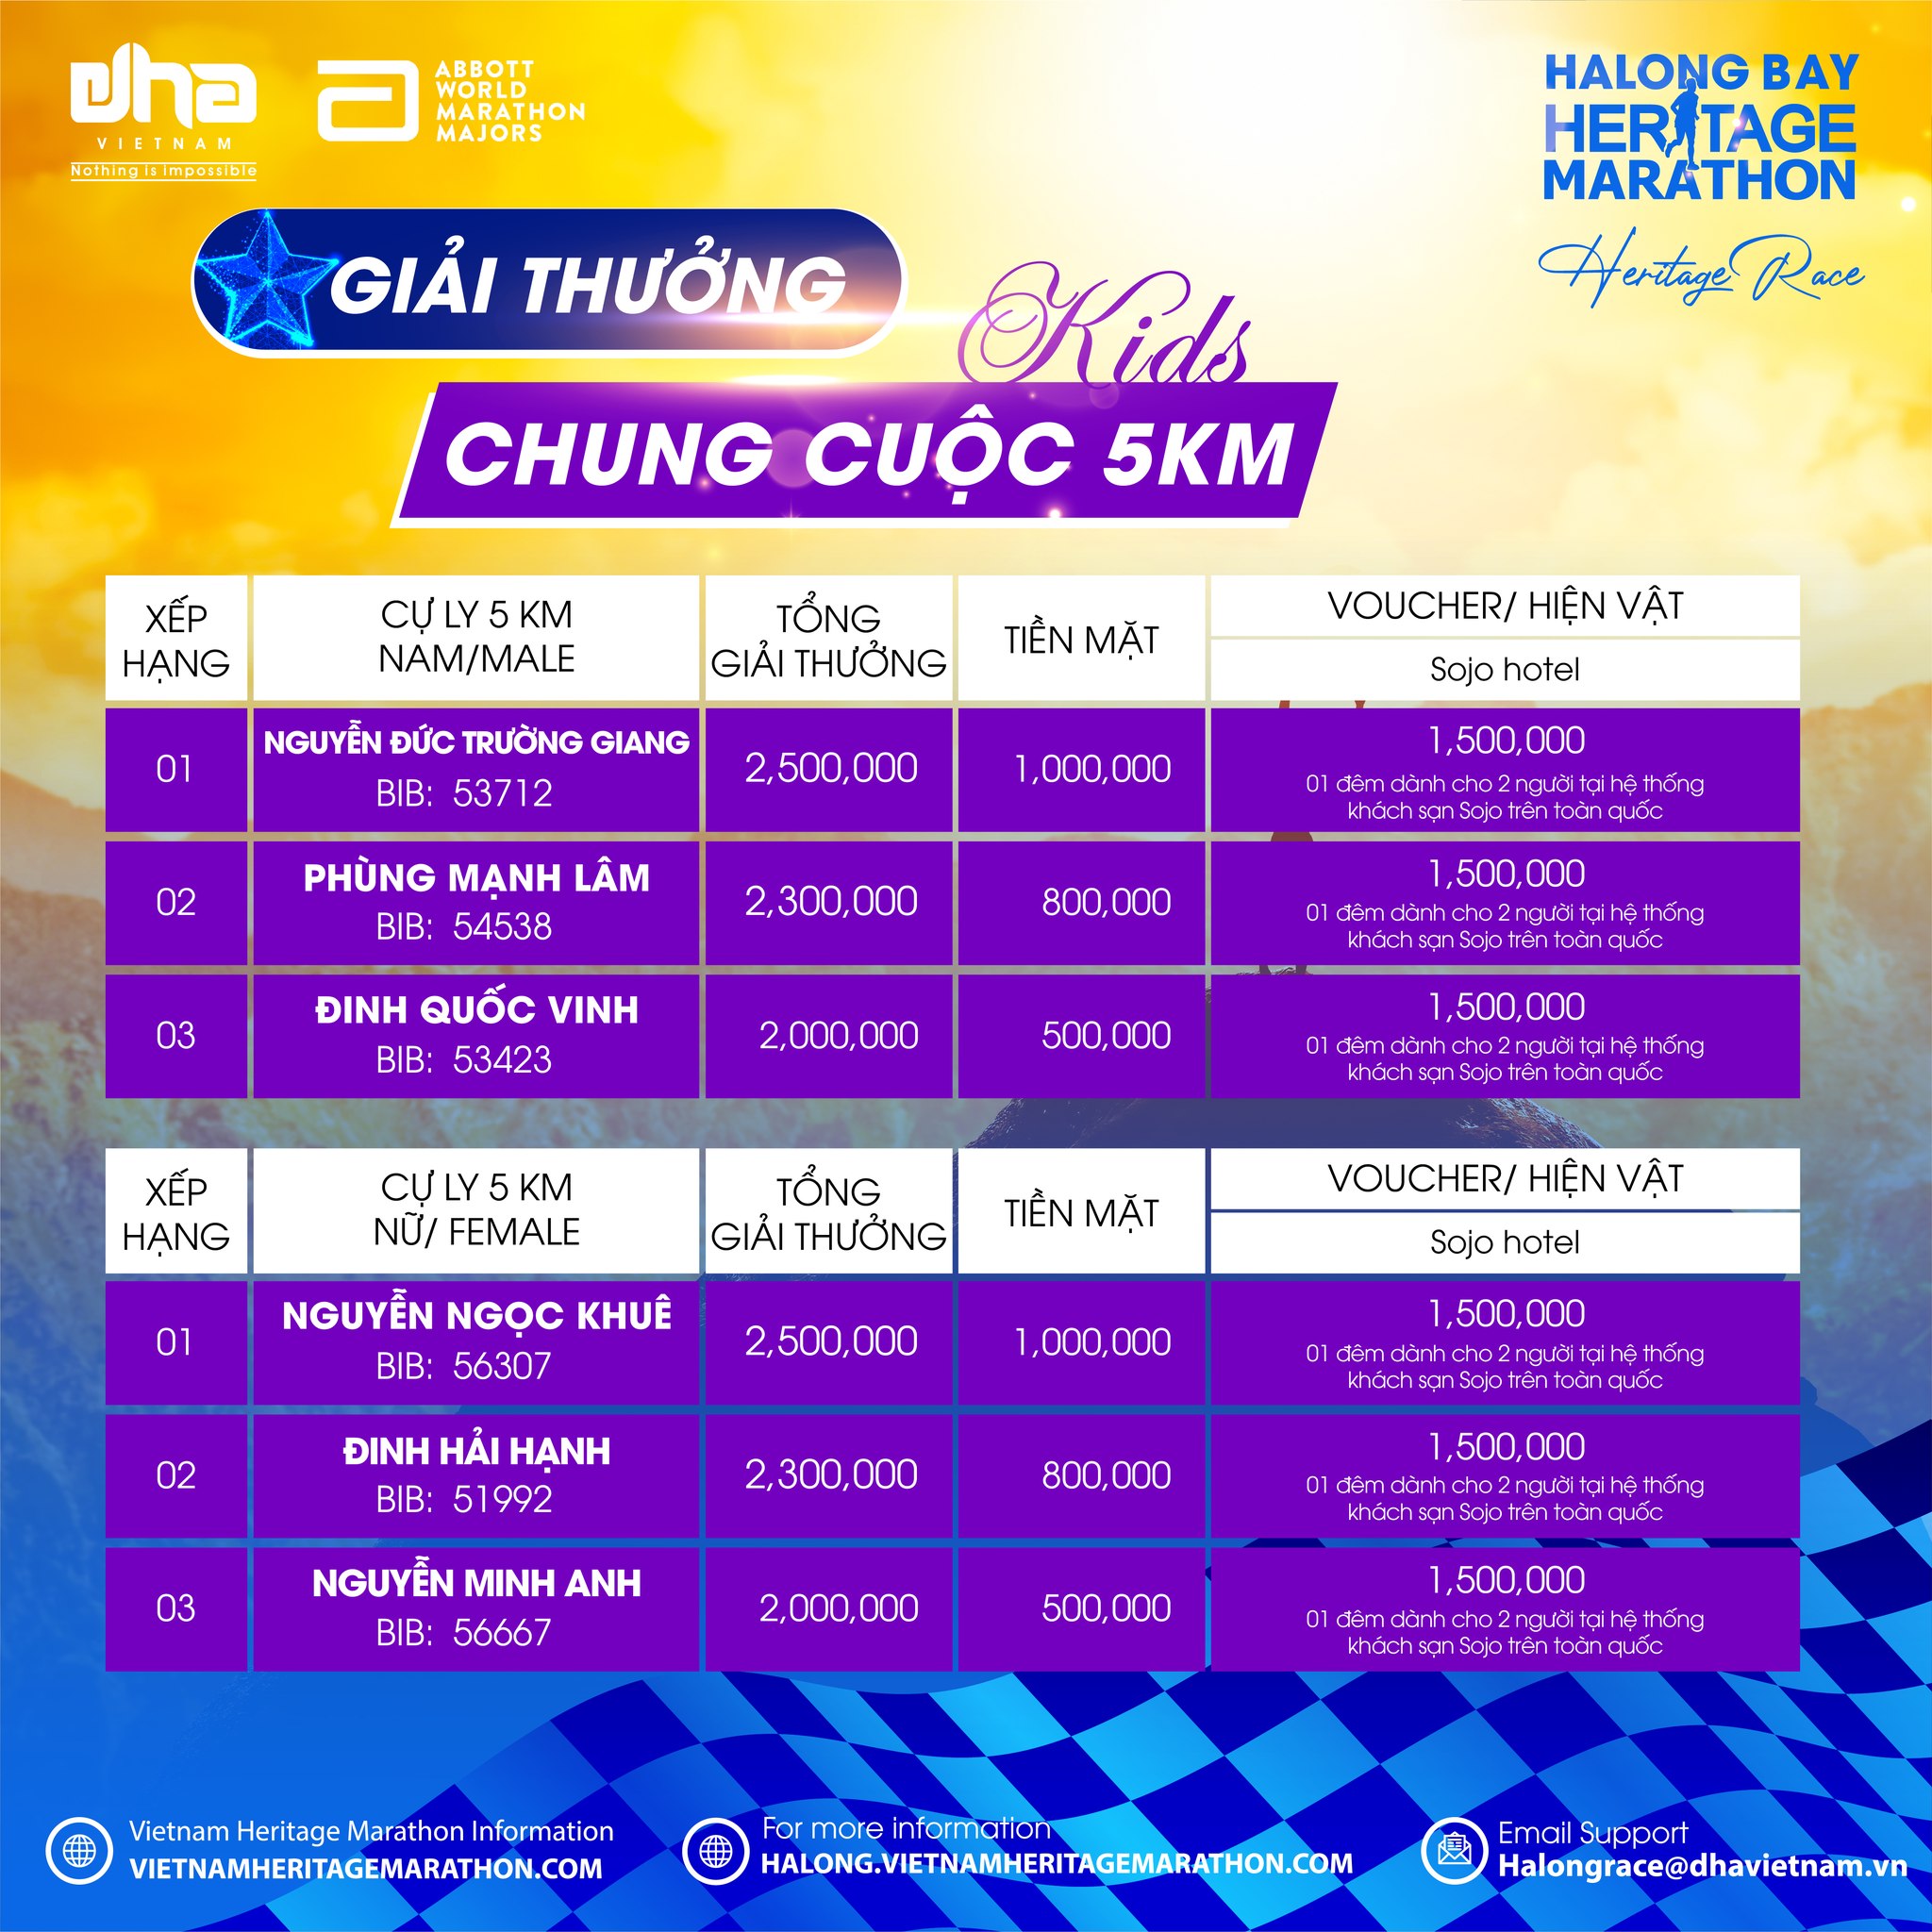 dha
VIETNAM
Nothing is impossible
ABBOTT
WORLD
MARATHON
MAJORS
HALONG BAY
HERITAGE
MARATHON
Heritage Race
GIẢI THƯỞNG
Kids
CHUNG CUỘC 5KM
XẾP
HẠNG
CỰ LY 5 KM
NAM/MALE
TỔNG
GIẢI THƯỞNG
TIỀN MẶT
VOUCHER/ HIỆN VẬT
Sojo hotel
01
NGUYỄN ĐỨC TRƯỜNG GIANG
BIB: 53712
2,500,000
1,000,000
1,500,000
01 đêm dành cho 2 người tại hệ thống
khách sạn Sojo trên toàn quốc
02
PHÙNG MẠNH LÂM
BIB: 54538
2,300,000
800,000
1,500,000
01 đêm dành cho 2 người tại hệ thống
khách sạn Sojo trên toàn quốc
03
ĐINH QUỐC VINH
BIB: 53423
2,000,000
500,000
1,500,000
01 đêm dành cho 2 người tại hệ thống
khách sạn Sojo trên toàn quốc
XẾP
HẠNG
CỰ LY 5 KM
NỮ/ FEMALE
TỔNG
GIẢI THƯỞNG
TIỀN MẶT
VOUCHER/ HIỆN VẬT
Sojo hotel
01
NGUYỄN NGỌC KHUÊ
BIB: 56307
2,500,000
1,000,000
1,500,000
01 đêm dành cho 2 người tại hệ thống
khách sạn Sojo trên toàn quốc
02
ĐINH HẢI HẠNH
BIB: 51992
2,300,000
800,000
1,500,000
01 đêm dành cho 2 người tại hệ thống
khách sạn Sojo trên toàn quốc
03
NGUYỄN MINH ANH
BIB: 56667
2,000,000
500,000
1,500,000
01 đêm dành cho 2 người tại hệ thống
khách sạn Sojo trên toàn quốc
Vietnam Heritage Marathon Information
VIETNAMHERITAGEMARATHON.COM
For more information
HALONG.VIETNAMHERITAGEMARATHON.COM
Email Support
Halongrace@dhavietnam.vn